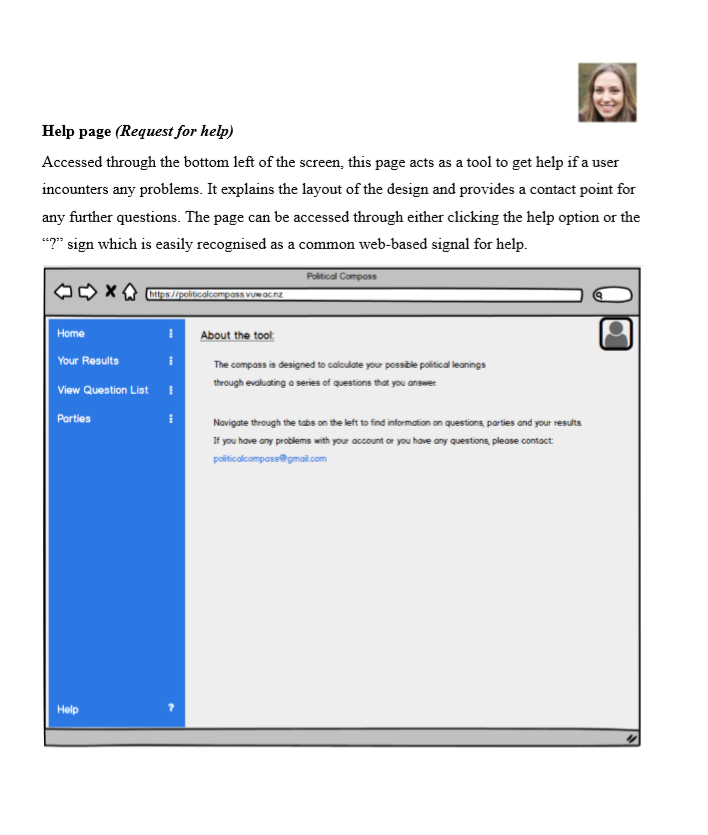 Help page (Request for help)
Accessed through the bottom left of the screen, this page acts as a tool to get help if a user
incounters any problems. It explains the layout of the design and provides a contact point for
any further questions. The page can be accessed through either clicking the help option or the
“?” sign which is easily recognised as a common web-based signal for help.
Political Compass
https://politicalcompass.vuw.ac.nz
Home
Your Results
View Question List
Parties
Help ?
About the tool:
The compass is designed to calculate your possible political leanings
through evaluating a series of questions that you answer.
Navigate through the tabs on the left to find information on questions, parties and your results.
If you have any problems with your account or you have any questions, please contact:
politicalcompass@gmail.com